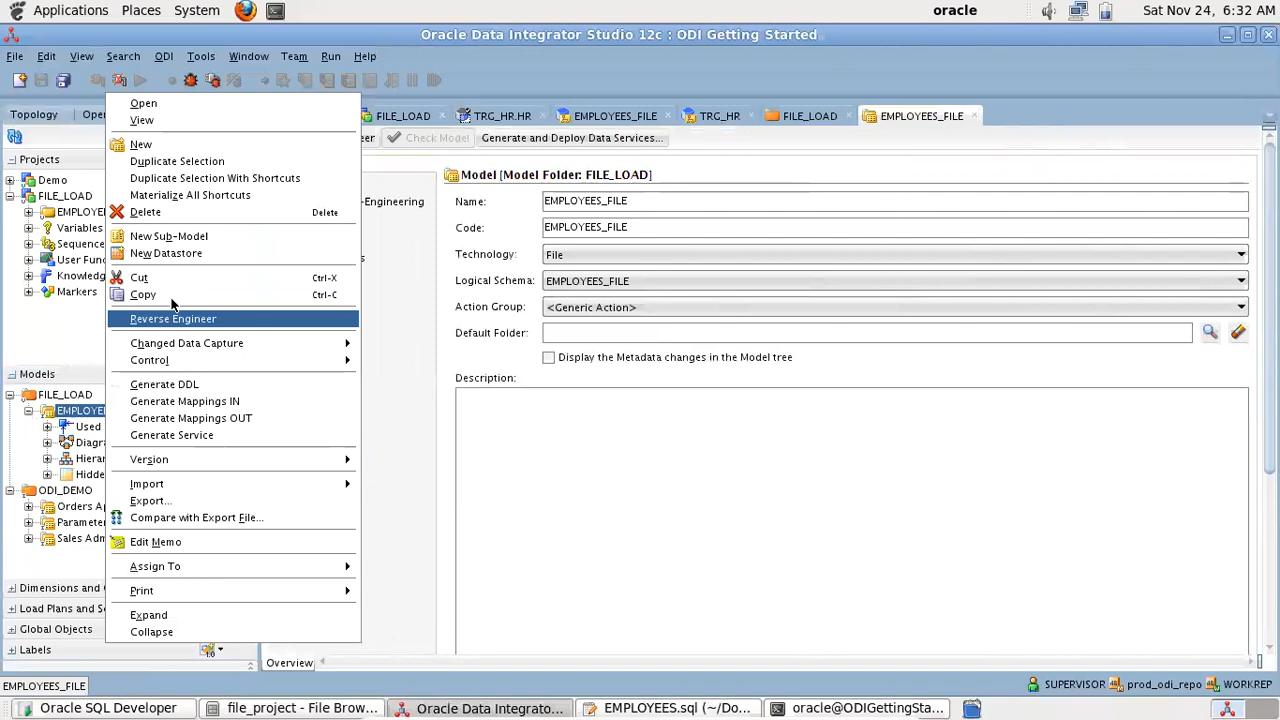 Applications Places System oracle Sat Nov 24, 6:32 AM
Oracle Data Integrator Studio 12c : ODI Getting Started
File Edit View Search ODI Tools Window Team Run Help
Topology
FILE_LOAD TRG_HR.HR EMPLOYEES_FILE TRG_HR FILE_LOAD EMPLOYEES_FILE
Check Model Generate and Deploy Data Services...
Projects
Demo
FILE_LOAD
Variables
Markers
Models
FILE_LOAD
Used
ODI_DEMO
Labels
Open
View
New
Duplicate Selection
Duplicate Selection With Shortcuts
Materialize All Shortcuts
Delete Delete
New Sub-Model
New Datastore
Cut Ctrl-X
Copy Ctrl-C
Reverse Engineer
Changed Data Capture
Control
Generate DDL
Generate Mappings IN
Generate Mappings OUT
Generate Service
Version
Import
Export...
Compare with Export File...
Edit Memo
Assign To
Print
Expand
Collapse
-Engineering
Model [Model Folder: FILE_LOAD]
Name: EMPLOYEES_FILE
Code: EMPLOYEES_FILE
Technology: File
Logical Schema: EMPLOYEES_FILE
Action Group: <Generic Action>
Default Folder:
Display the Metadata changes in the Model tree
Description:
Overview
EMPLOYEES_FILE SUPERVISOR prod_odi_repo WORKREP
Oracle SQL Developer file_project - File Brow... Oracle Data Integrato... EMPLOYEES.sql (~/Do... oracle@ODIGettingSta...